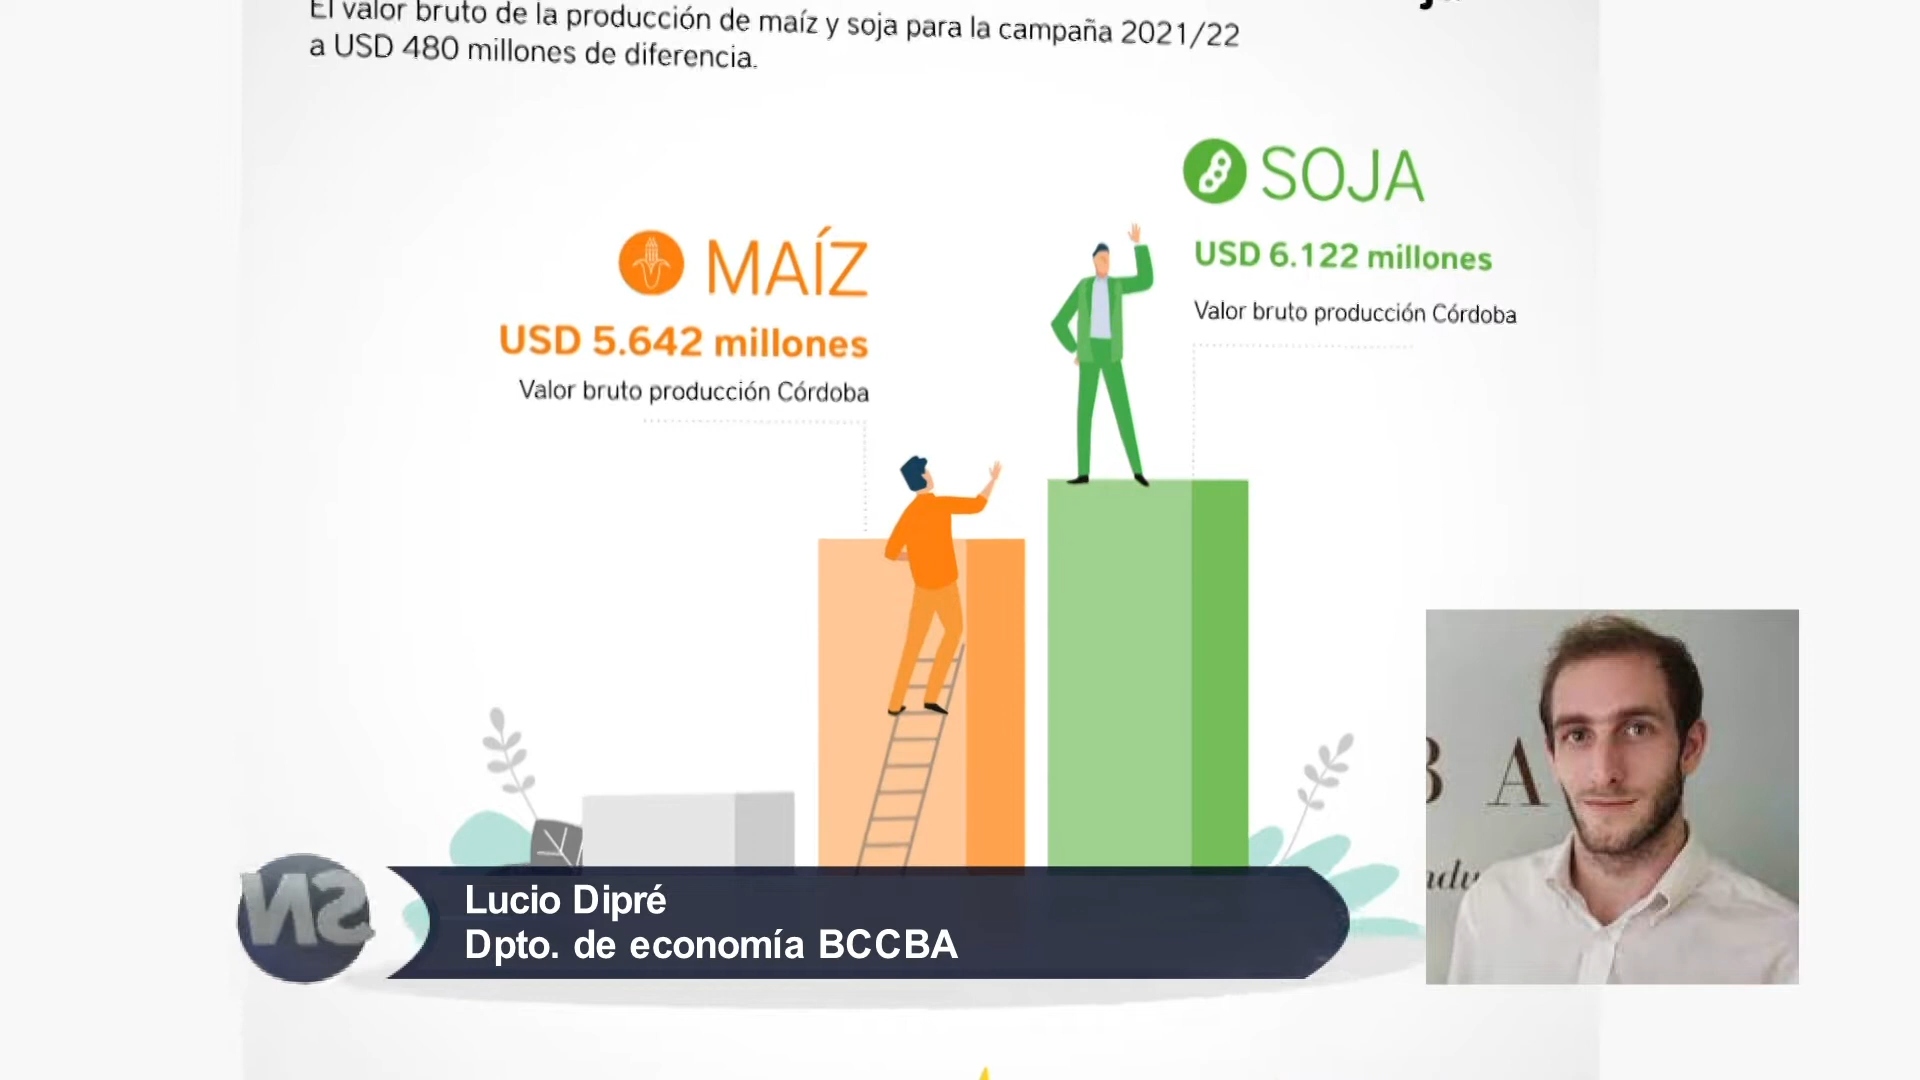 El valor bruto de la producción de maíz y soja para la campaña 2021/22
a USD 480 millones de diferencia.
SOJA
USD 6.122 millones
Valor bruto producción Córdoba
MAÍZ
USD 5.642 millones
Valor bruto producción Córdoba
B A
Lucio Dipré
Dpto. de economía BCCBA